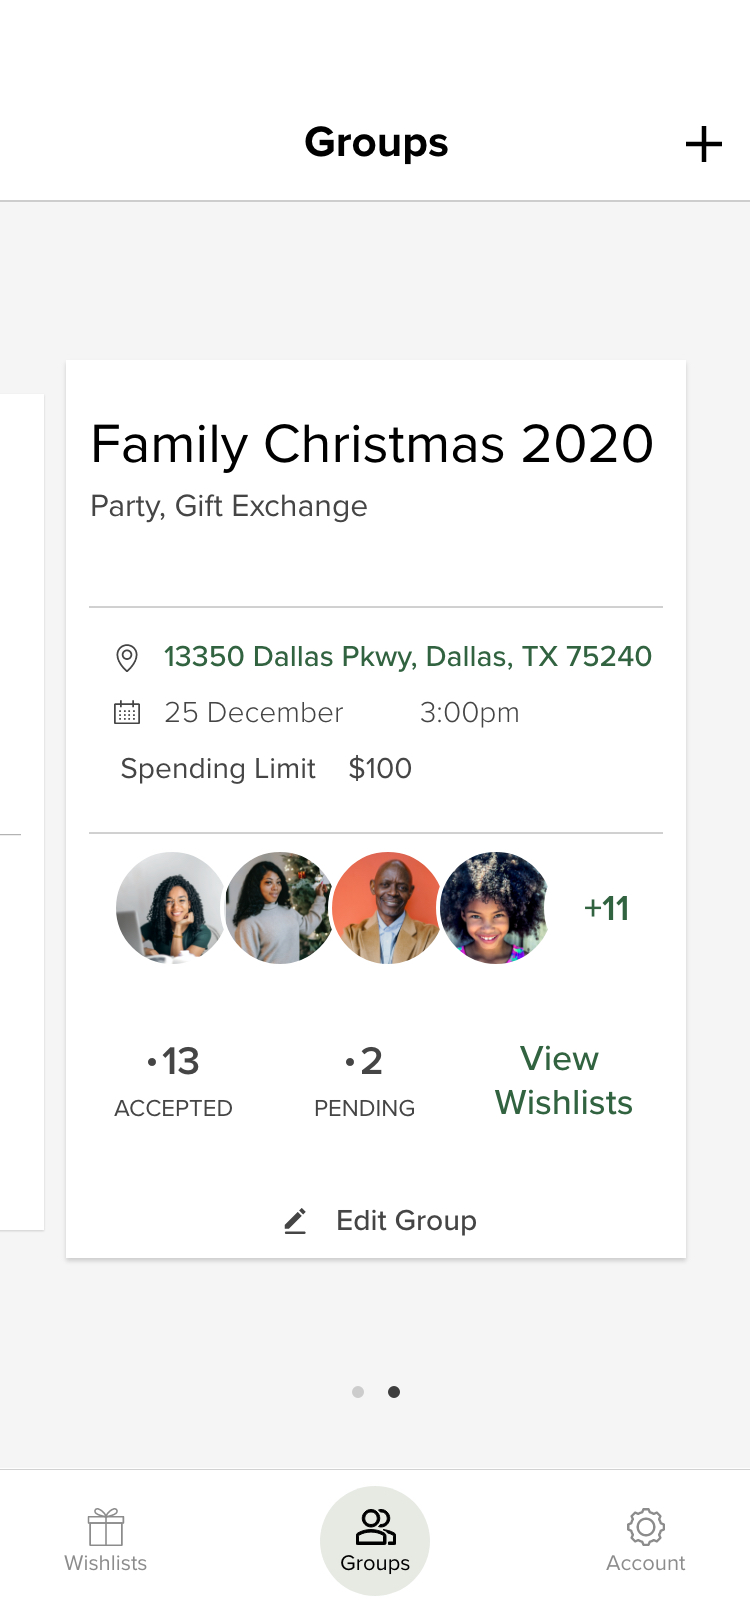 Groups
Family Christmas 2020
Party, Gift Exchange
13350 Dallas Pkwy, Dallas, TX 75240
25 December 3:00pm
Spending Limit $100
+11
•13 •2 View
ACCEPTED PENDING Wishlists
Edit Group
Wishlists Groups Account